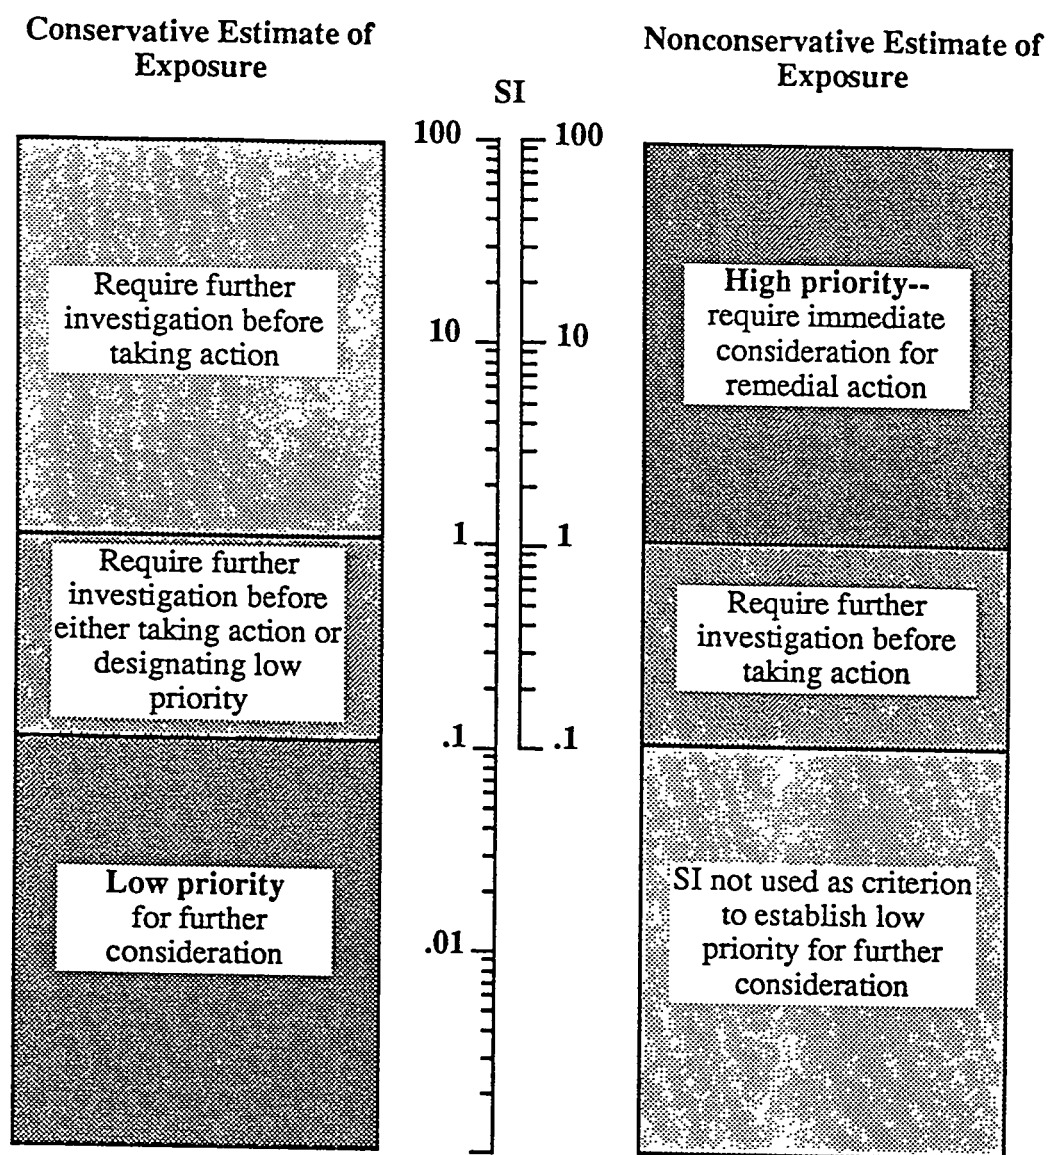 Conservative Estimate of
Exposure
Nonconservative Estimate of
Exposure
SI
100
100
10
10
1
1
.1
.1
.01
Require further
investigation before
taking action
Require further
investigation before
either taking action or
designating low
priority
Low priority
for further
consideration
High priority--
require immediate
consideration for
remedial action
Require further
investigation before
taking action
SI not used as criterion
to establish low
priority for further
consideration